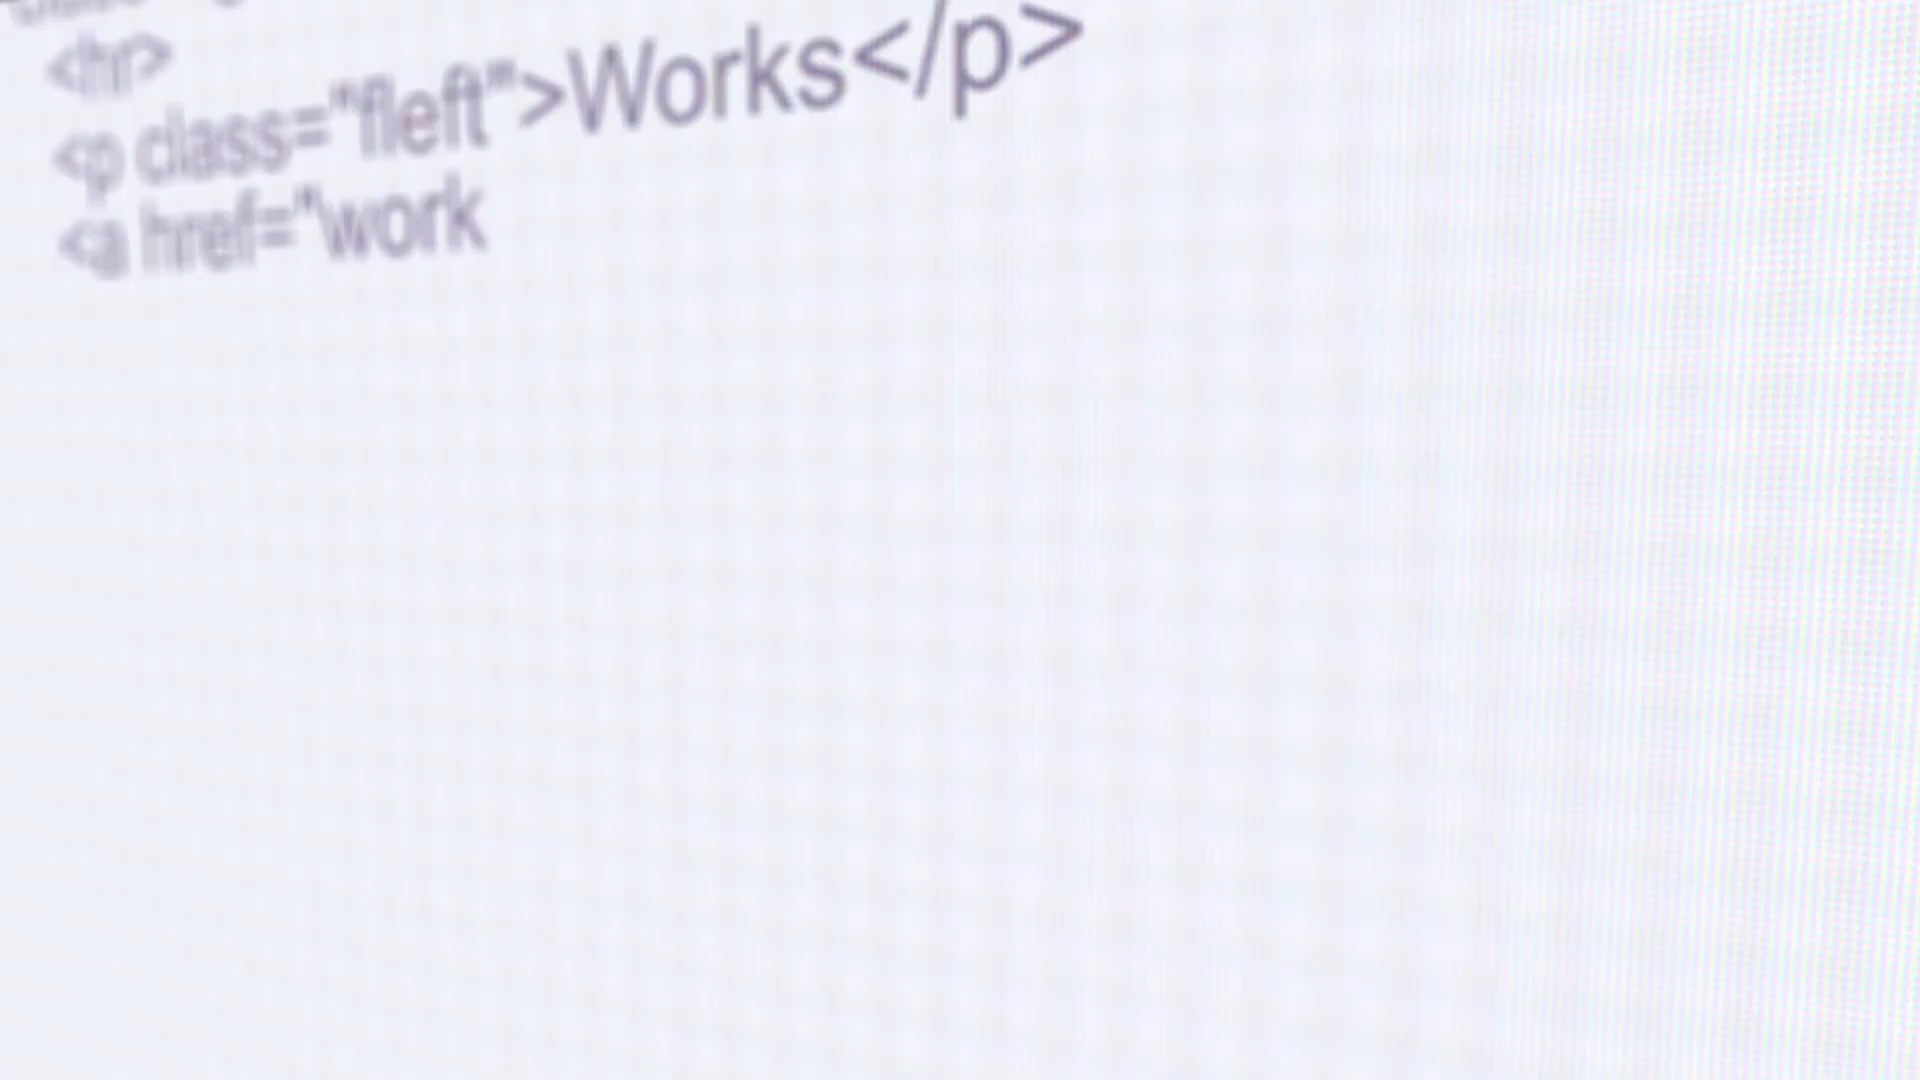 <hr>
<p class="fleft">Works</p>
<a href="work